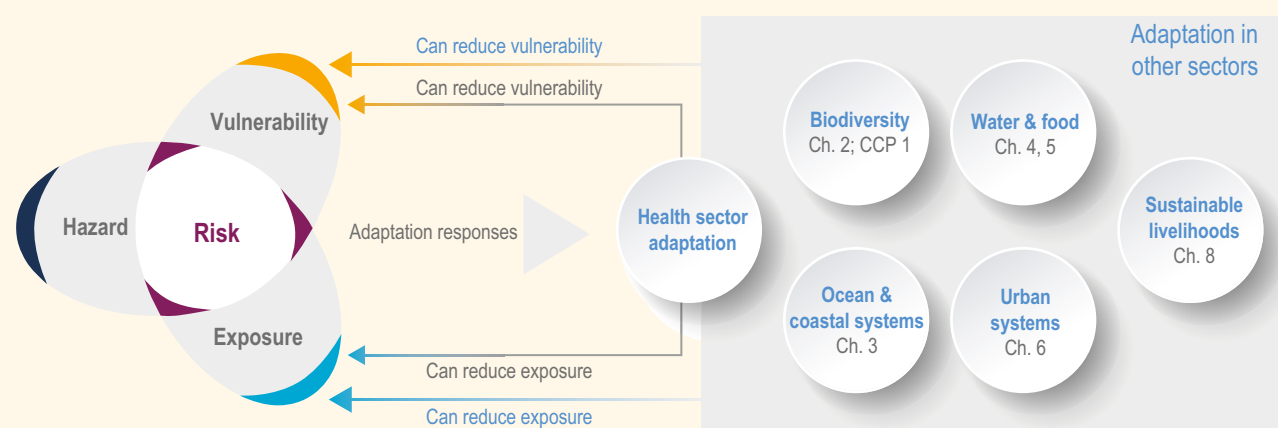 Can reduce vulnerability
Can reduce vulnerability
Vulnerability
Hazard
Risk
Exposure
Adaptation responses
Can reduce exposure
Can reduce exposure
Health sector
adaptation
Adaptation in
other sectors
Biodiversity
Ch. 2; CCP 1
Water & food
Ch. 4, 5
Sustainable
livelihoods
Ch. 8
Ocean &
coastal systems
Ch. 3
Urban
systems
Ch. 6